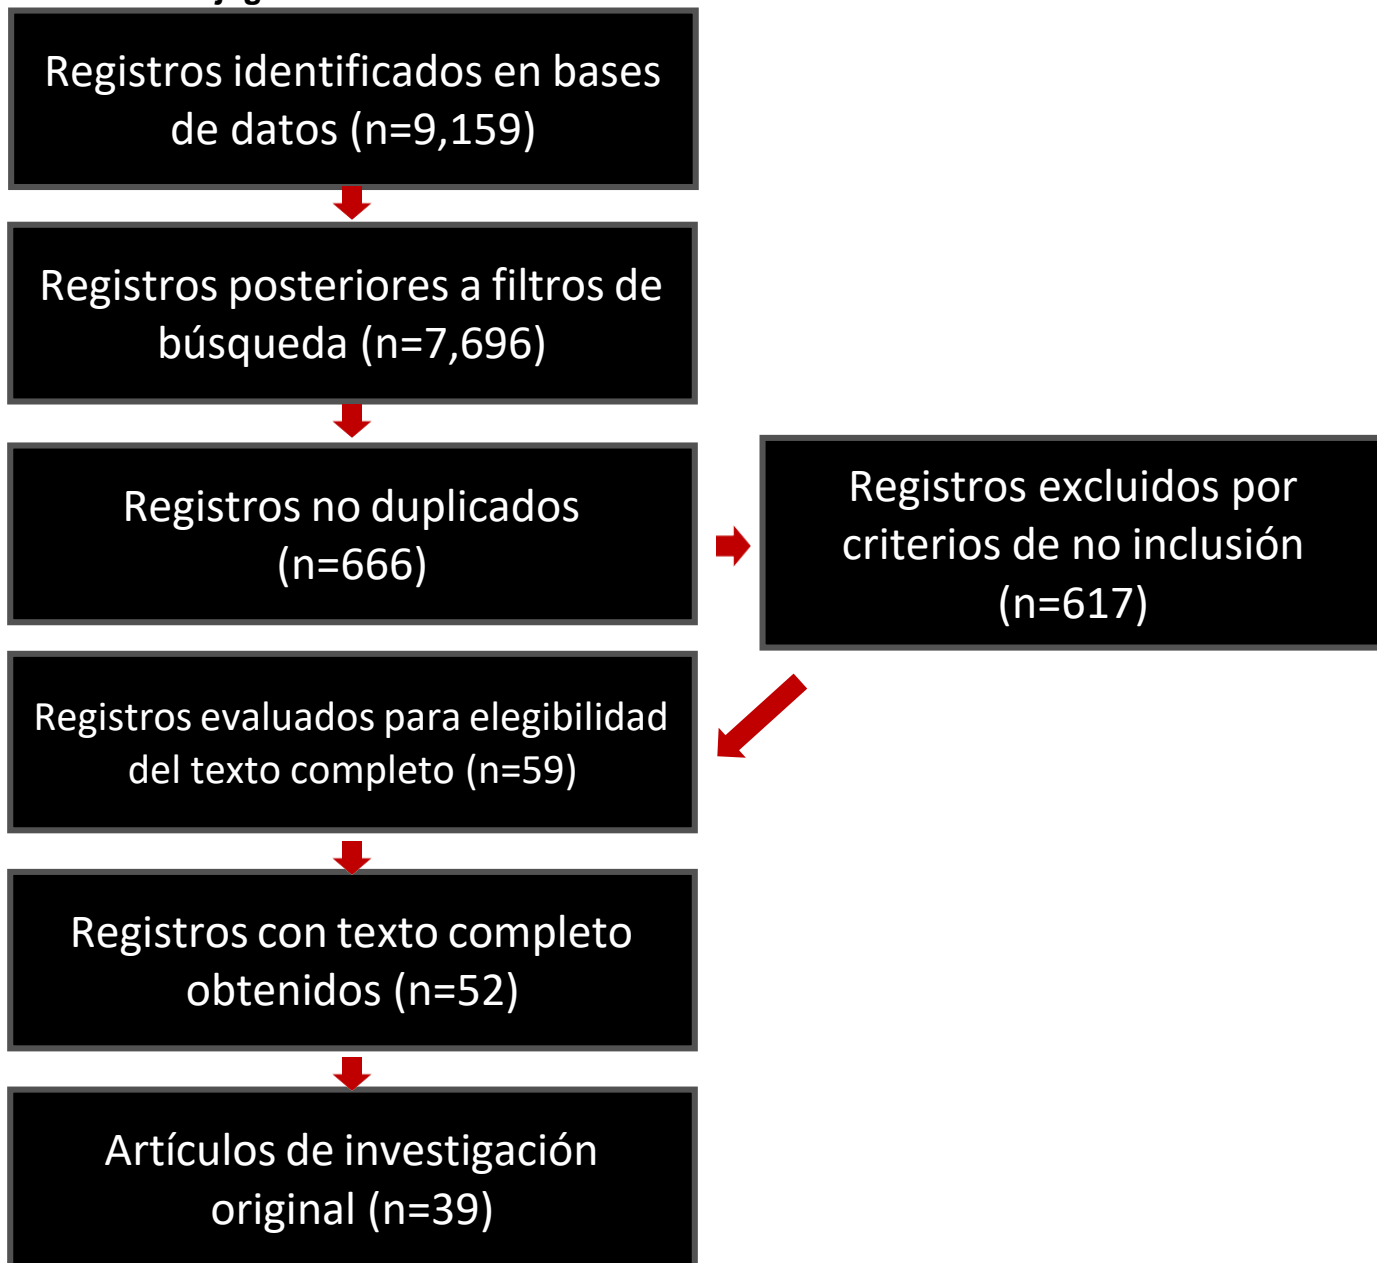 Registros identificados en bases
de datos (n=9,159)
Registros posteriores a filtros de
búsqueda (n=7,696)
Registros no duplicados
(n=666)
Registros excluidos por
criterios de no inclusión
(n=617)
Registros evaluados para elegibilidad
del texto completo (n=59)
Registros con texto completo
obtenidos (n=52)
Artículos de investigación
original (n=39)